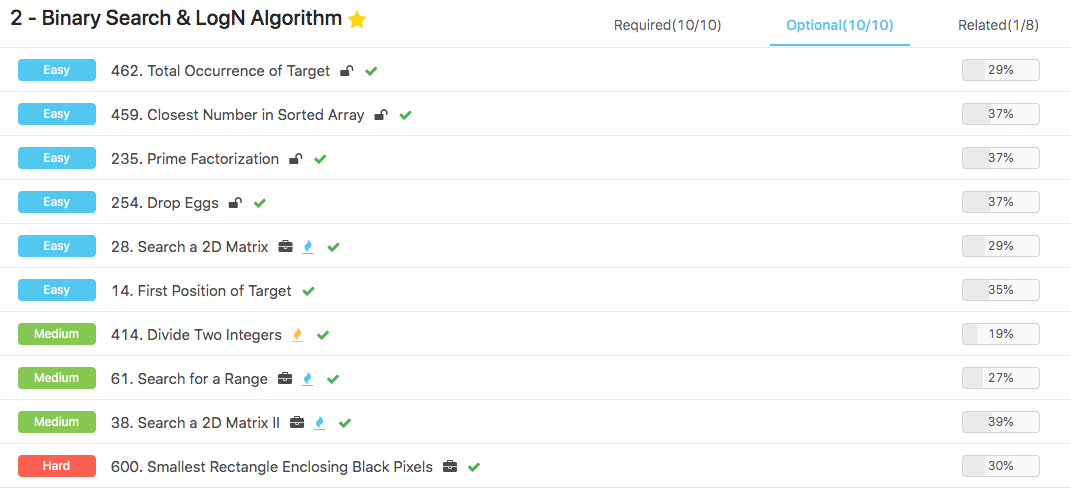 2 - Binary Search & LogN Algorithm
Required(10/10) Optional(10/10) Related(1/8)
Easy 462. Total Occurrence of Target 29%
Easy 459. Closest Number in Sorted Array 37%
Easy 235. Prime Factorization 37%
Easy 254. Drop Eggs 37%
Easy 28. Search a 2D Matrix 29%
Easy 14. First Position of Target 35%
Medium 414. Divide Two Integers 19%
Medium 61. Search for a Range 27%
Medium 38. Search a 2D Matrix II 39%
Hard 600. Smallest Rectangle Enclosing Black Pixels 30%